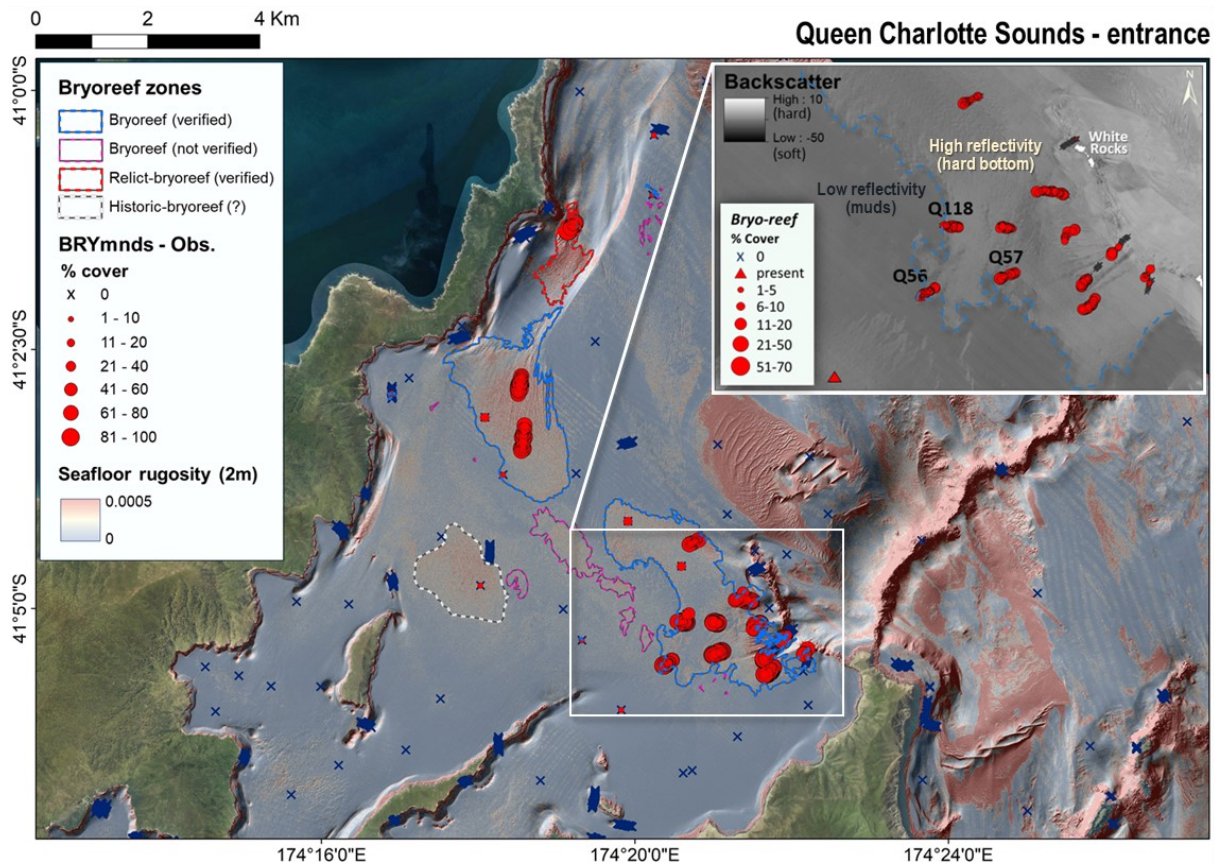 0 2 4 Km
Queen Charlotte Sounds - entrance
41°0'0"S
41°2'30"S
41°5'0"S
Bryoreef zones
Bryoreef (verified)
Bryoreef (not verified)
Relict-bryoreef (verified)
Historic-bryoreef (?)
BRYmnds - Obs.
% cover
0
1 - 10
11 - 20
21 - 40
41 - 60
61 - 80
81 - 100
Seafloor rugosity (2m)
0.0005
0
Backscatter
High : 10
(hard)
Low : -50
(soft)
N
White
Rocks
High reflectivity
(hard bottom)
Low reflectivity
(muds)
Q118
Q57
Q56
Bryo-reef
% Cover
0
present
1-5
6-10
11-20
21-50
51-70
174°16'0"E 174°20'0"E 174°24'0"E